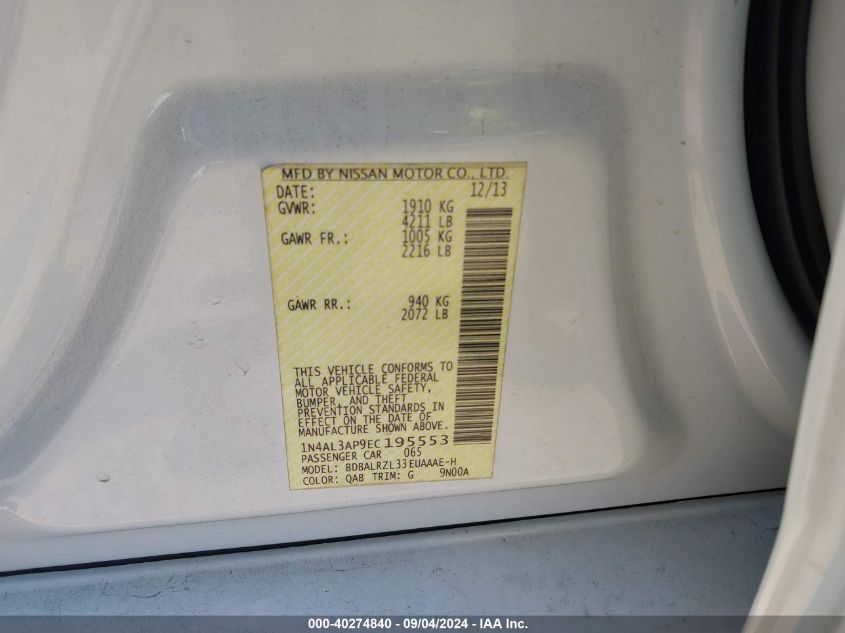 MFD BY NISSAN MOTOR CO., LTD.
DATE: 12/13
GVWR: 1910 KG
4211 LB
GAWR FR.: 1005 KG
2216 LB
GAWR RR.: 940 KG
2072 LB
THIS VEHICLE CONFORMS TO
ALL APPLICABLE FEDERAL
MOTOR VEHICLE SAFETY,
BUMPER, AND THEFT
PREVENTION STANDARDS IN
EFFECT ON THE DATE OF
MANUFACTURE SHOWN ABOVE.
1N4AL3AP9EC195553
PASSENGER CAR 065
MODEL: BDBALRZL33EUAAAE-H
COLOR: QAB TRIM: G 9N00A
000-40274840 - 09/04/2024 - IAA Inc.